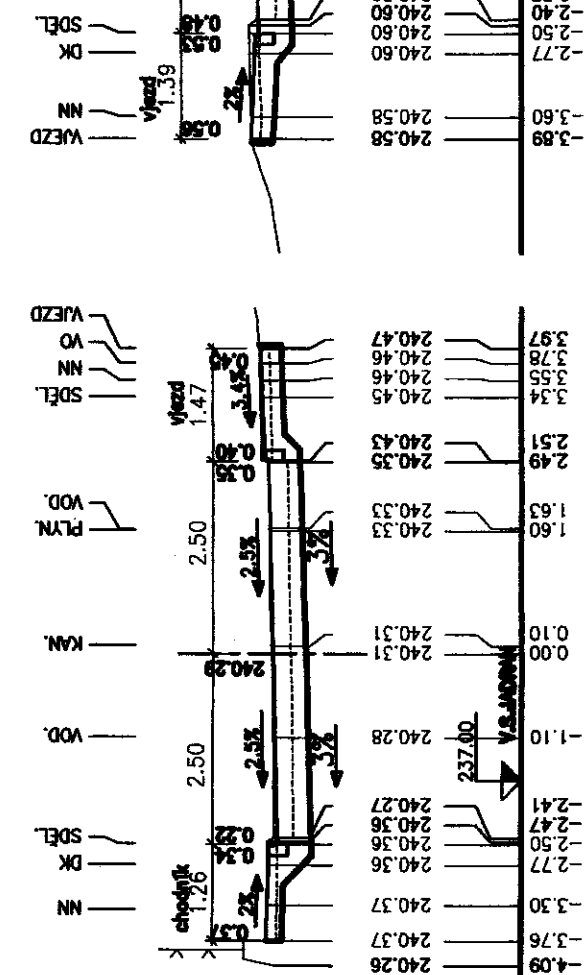 SDĚL. 240.60 -2.40
0.53 240.60 -2.50
DK 240.60 -2.77
vjezd 1.39 2%
NN 240.58 -3.60
VJEZD 0.56 240.58 -3.89
VJEZD 0.45 240.47 3.97
VO 240.46 3.78
NN 240.46 3.55
SDĚL. 240.45 3.34
vjezd 1.47 3.4%
0.40 240.43 2.51
0.35 240.35 2.49
VOD. 240.33 1.63
PLYN. 240.33 1.60
2.50 2.5% 3%
KAN. 240.31 0.10
240.29 240.31 0.00
V.S.JADRAN
VOD. 240.28 -1.10
2.50 2.5% 3% 237.00
240.27 -2.41
SDĚL. 0.22 240.36 -2.47
0.34 240.36 -2.50
DK 240.36 -2.77
chodník 1.26 2%
NN 240.37 -3.30
0.37 240.37 -3.76
240.26 -4.09